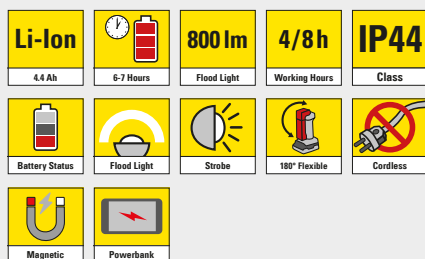 Li-Ion
4.4 Ah
6-7 Hours
800 lm
Flood Light
4/8 h
Working Hours
IP44
Class
Battery Status
Flood Light
Strobe
180° Flexible
Cordless
Magnetic
Powerbank